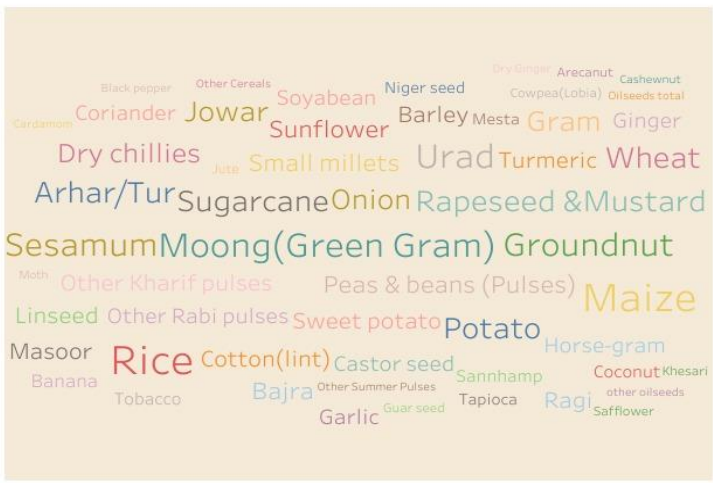 Dry Ginger Arecanut
Black pepper Other Cereals Niger seed Cashewnut
Soyabean Cowpea(Lobia) Oilseeds total
Cardamom Coriander Jowar Barley Mesta Gram Ginger
Sunflower
Dry chillies Jute Small millets Urad Turmeric Wheat
Arhar/Tur Sugarcane Onion Rapeseed &Mustard
Sesamum Moong(Green Gram) Groundnut
Moth Other Kharif pulses Peas & beans (Pulses) Maize
Linseed Other Rabi pulses Sweet potato Potato
Masoor Rice Cotton(lint) Castor seed Horse-gram
Banana Sannhamp Coconut Khesari
Tobacco Bajra Other Summer Pulses Tapioca Ragi other oilseeds
Garlic Guar seed Safflower